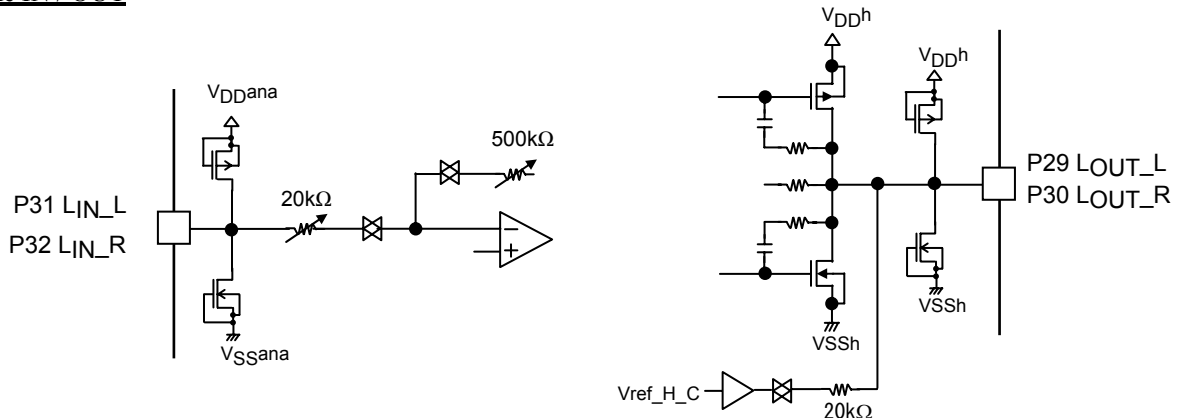 VDDana
P31 LIN_L
P32 LIN_R
20kΩ
500kΩ
−
+
VSSana
VDDh
VDDh
P29 LOUT_L
P30 LOUT_R
VSSh
VSSh
Vref_H_C
20kΩ